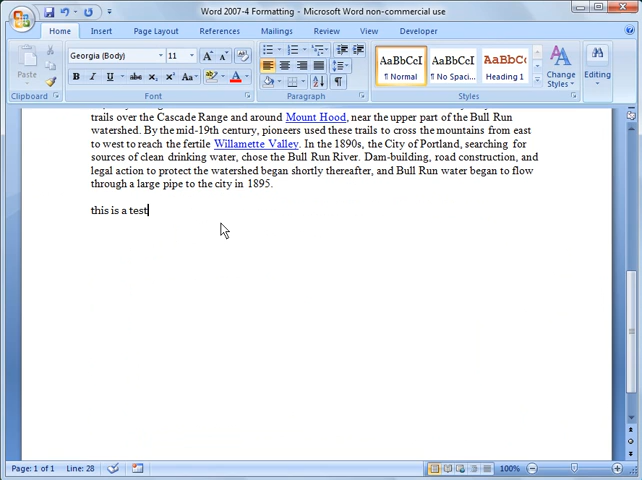 Word 2007-4 Formatting - Microsoft Word non-commercial use
Home Insert Page Layout References Mailings Review View Developer
Paste
Georgia (Body) 11
AaBbCcI AaBbCcI AaBbC
¶ Normal ¶ No Spaci... Heading 1
Change Styles
Editing
Clipboard Font Paragraph Styles
trails over the Cascade Range and around Mount Hood, near the upper part of the Bull Run
watershed. By the mid-19th century, pioneers used these trails to cross the mountains from east
to west to reach the fertile Willamette Valley. In the 1890s, the City of Portland, searching for
sources of clean drinking water, chose the Bull Run River. Dam-building, road construction, and
legal action to protect the watershed began shortly thereafter, and Bull Run water began to flow
through a large pipe to the city in 1895.
this is a test
Page: 1 of 1 Line: 28 100%